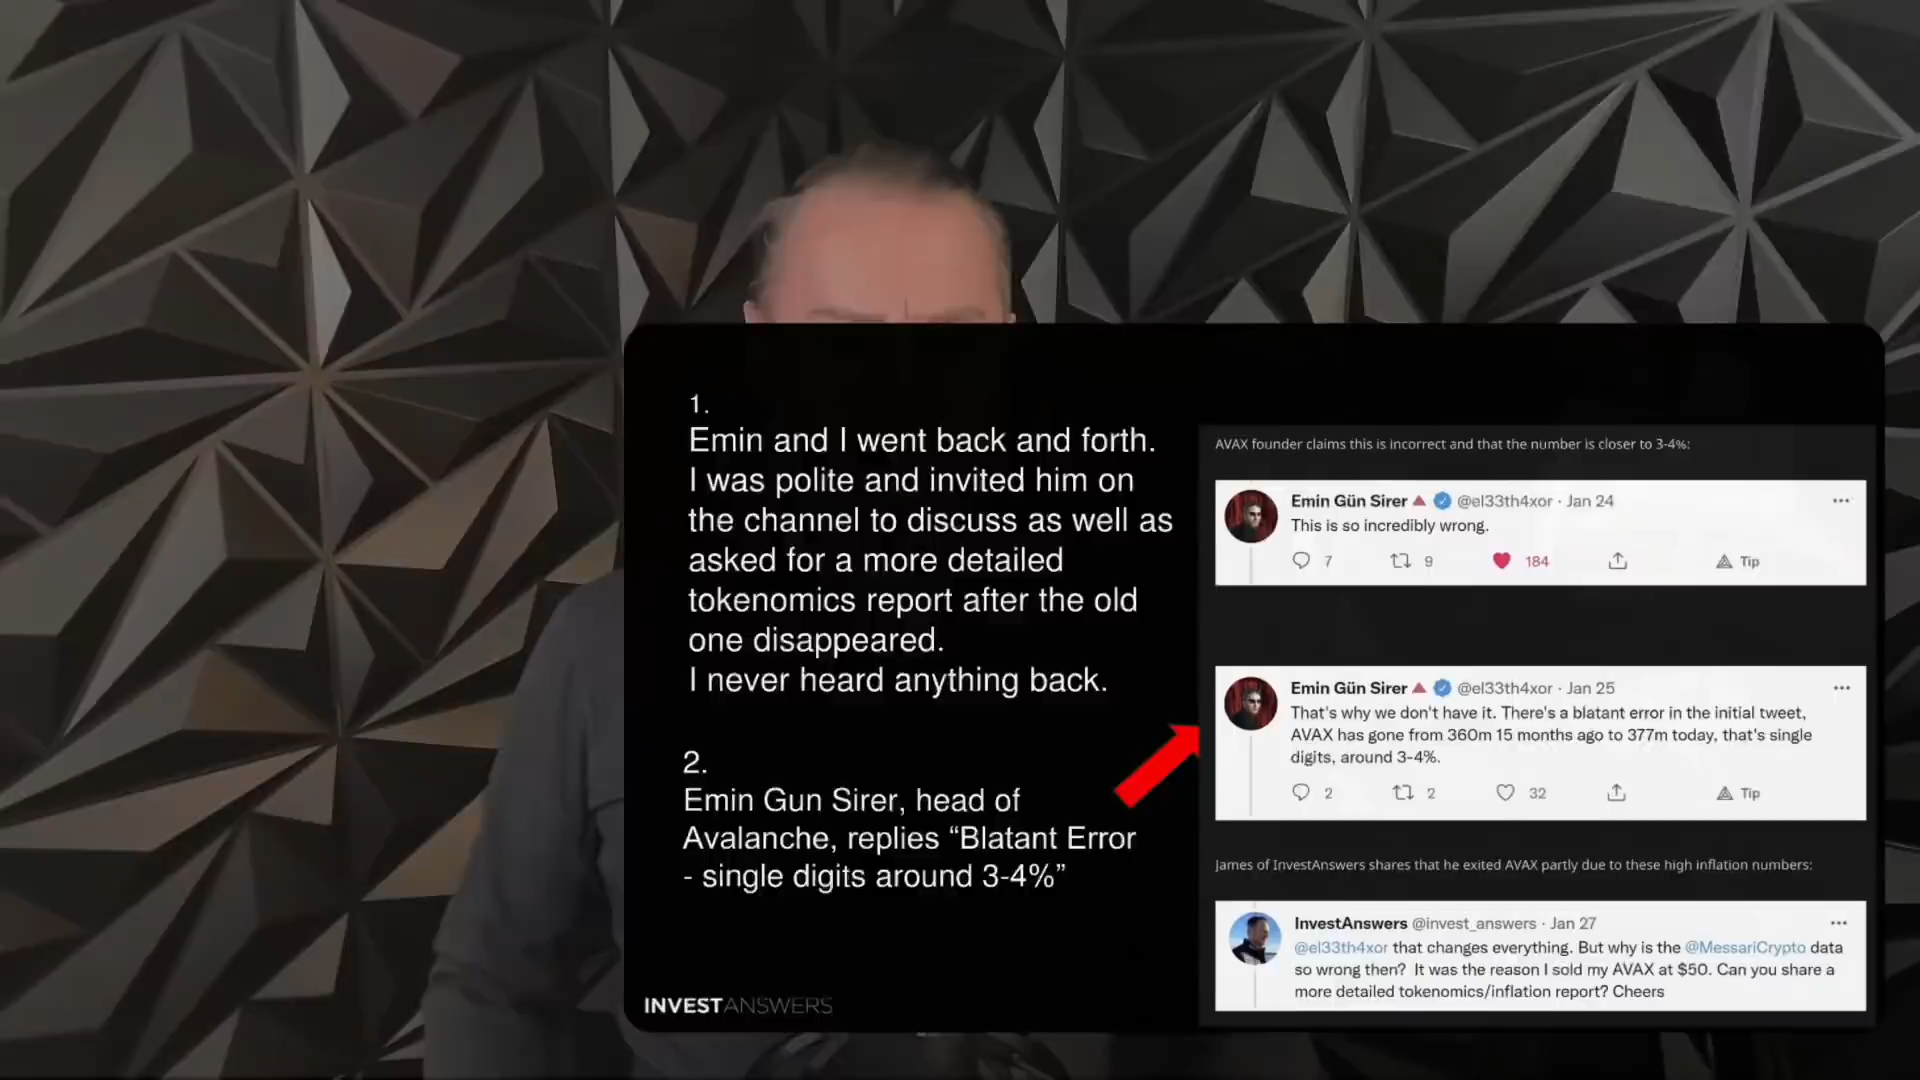 1.
Emin and I went back and forth.
I was polite and invited him on
the channel to discuss as well as
asked for a more detailed
tokenomics report after the old
one disappeared.
I never heard anything back.
2.
Emin Gun Sirer, head of
Avalanche, replies “Blatant Error
- single digits around 3-4%”
INVESTANSWERS
AVAX founder claims this is incorrect and that the number is closer to 3-4%:
Emin Gün Sirer @el33th4xor · Jan 24
This is so incredibly wrong.
7 9 184 Tip
Emin Gün Sirer @el33th4xor · Jan 25
That's why we don't have it. There's a blatant error in the initial tweet,
AVAX has gone from 360m 15 months ago to 377m today, that's single
digits, around 3-4%.
2 2 32 Tip
James of InvestAnswers shares that he exited AVAX partly due to these high inflation numbers:
InvestAnswers @invest_answers · Jan 27
@el33th4xor that changes everything. But why is the @MessariCrypto data
so wrong then? It was the reason I sold my AVAX at $50. Can you share a
more detailed tokenomics/inflation report? Cheers